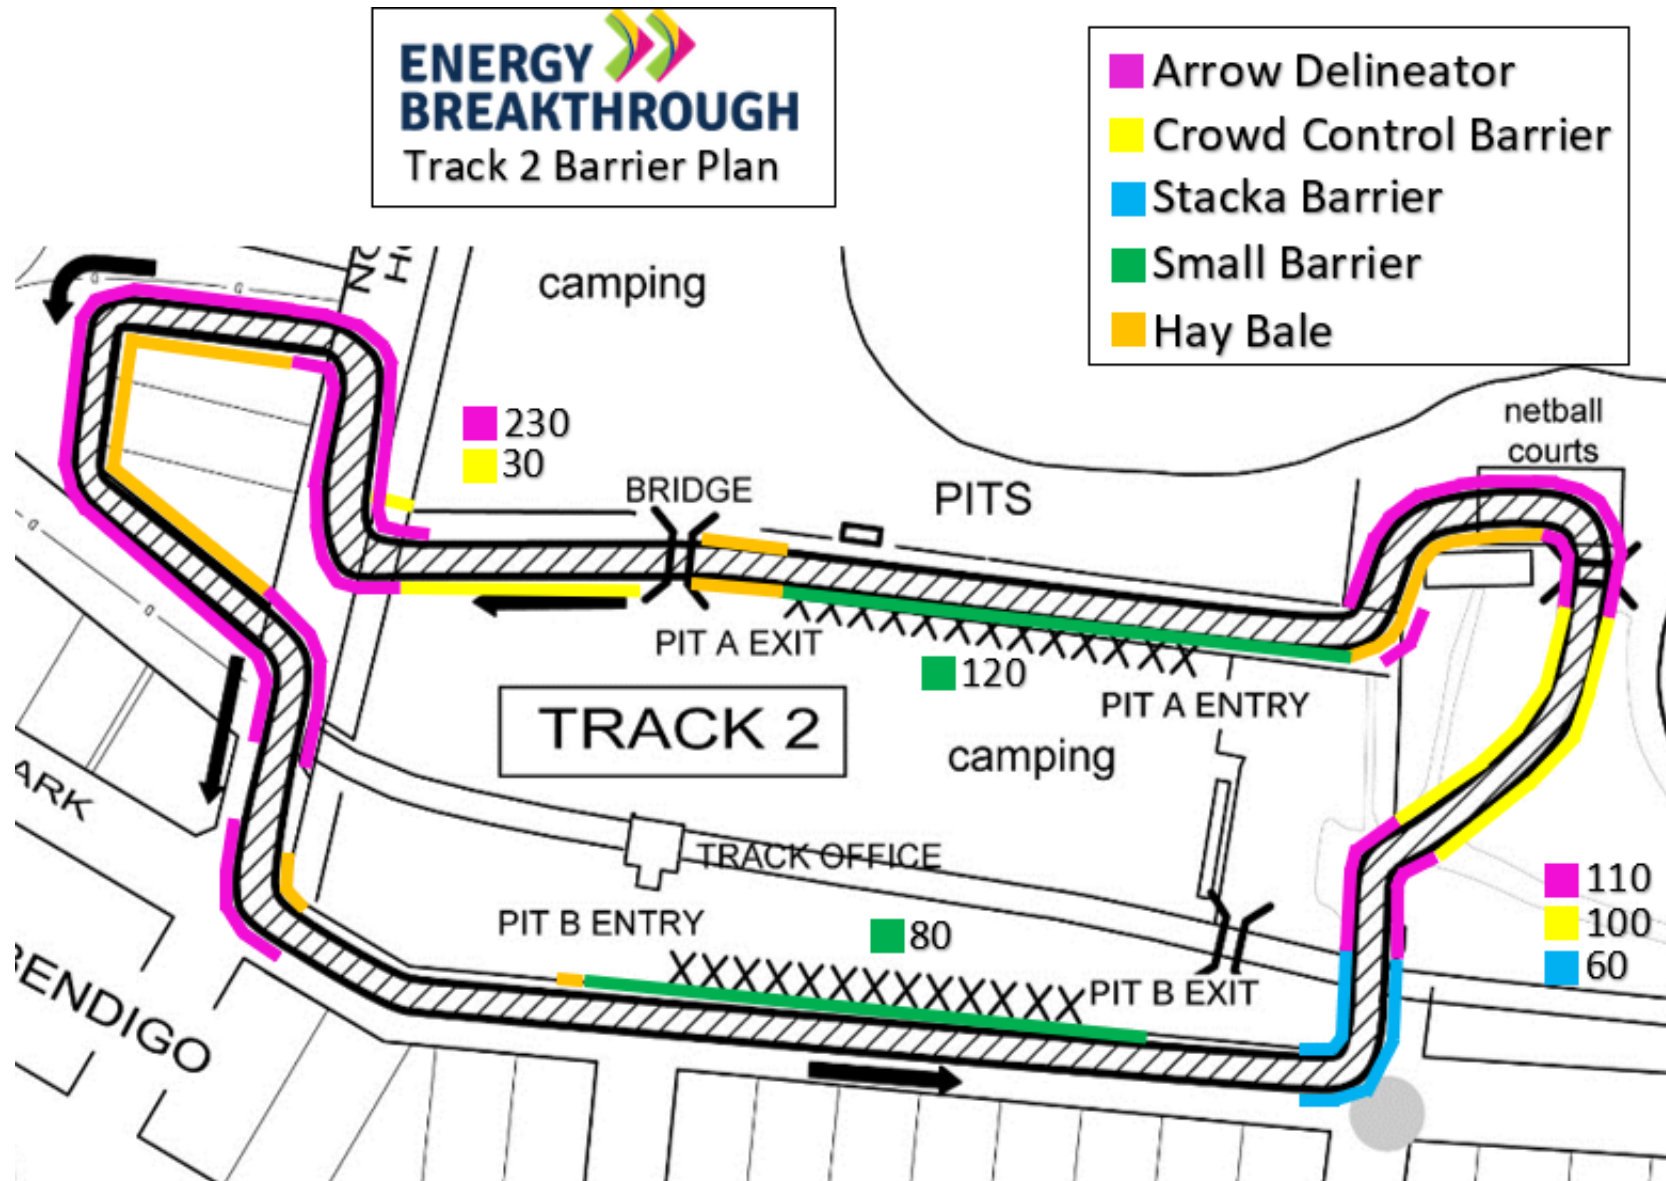 ENERGY
BREAKTHROUGH
Track 2 Barrier Plan
Arrow Delineator
Crowd Control Barrier
Stacka Barrier
Small Barrier
Hay Bale
camping
netball
courts
230
30
BRIDGE
PITS
PIT A EXIT
120
PIT A ENTRY
TRACK 2
camping
ARK
TRACK OFFICE
PIT B ENTRY
80
PIT B EXIT
110
100
60
BENDIGO